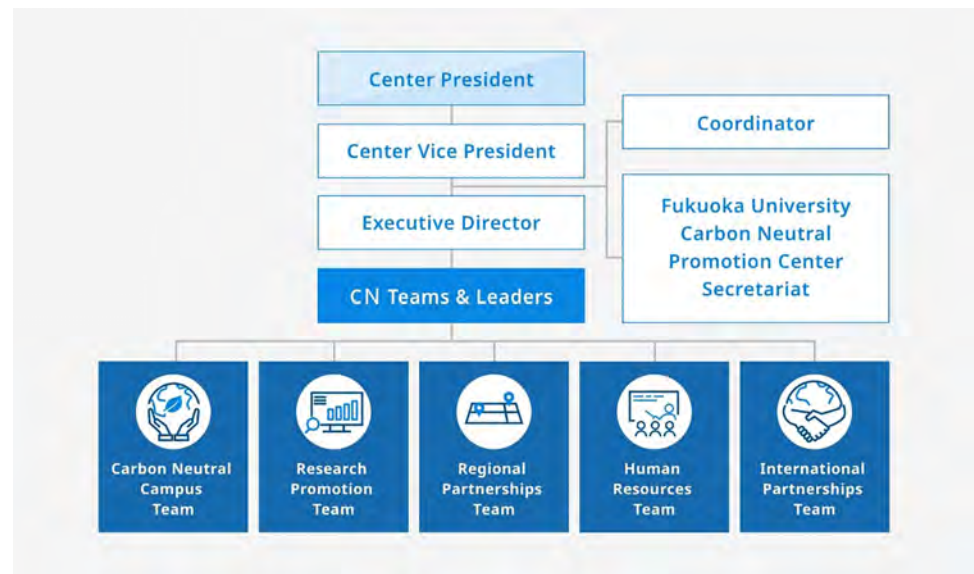 Center President
Center Vice President
Coordinator
Executive Director
Fukuoka University
Carbon Neutral
Promotion Center
Secretariat
CN Teams & Leaders
Carbon Neutral
Campus
Team
Research
Promotion
Team
Regional
Partnerships
Team
Human
Resources
Team
International
Partnerships
Team